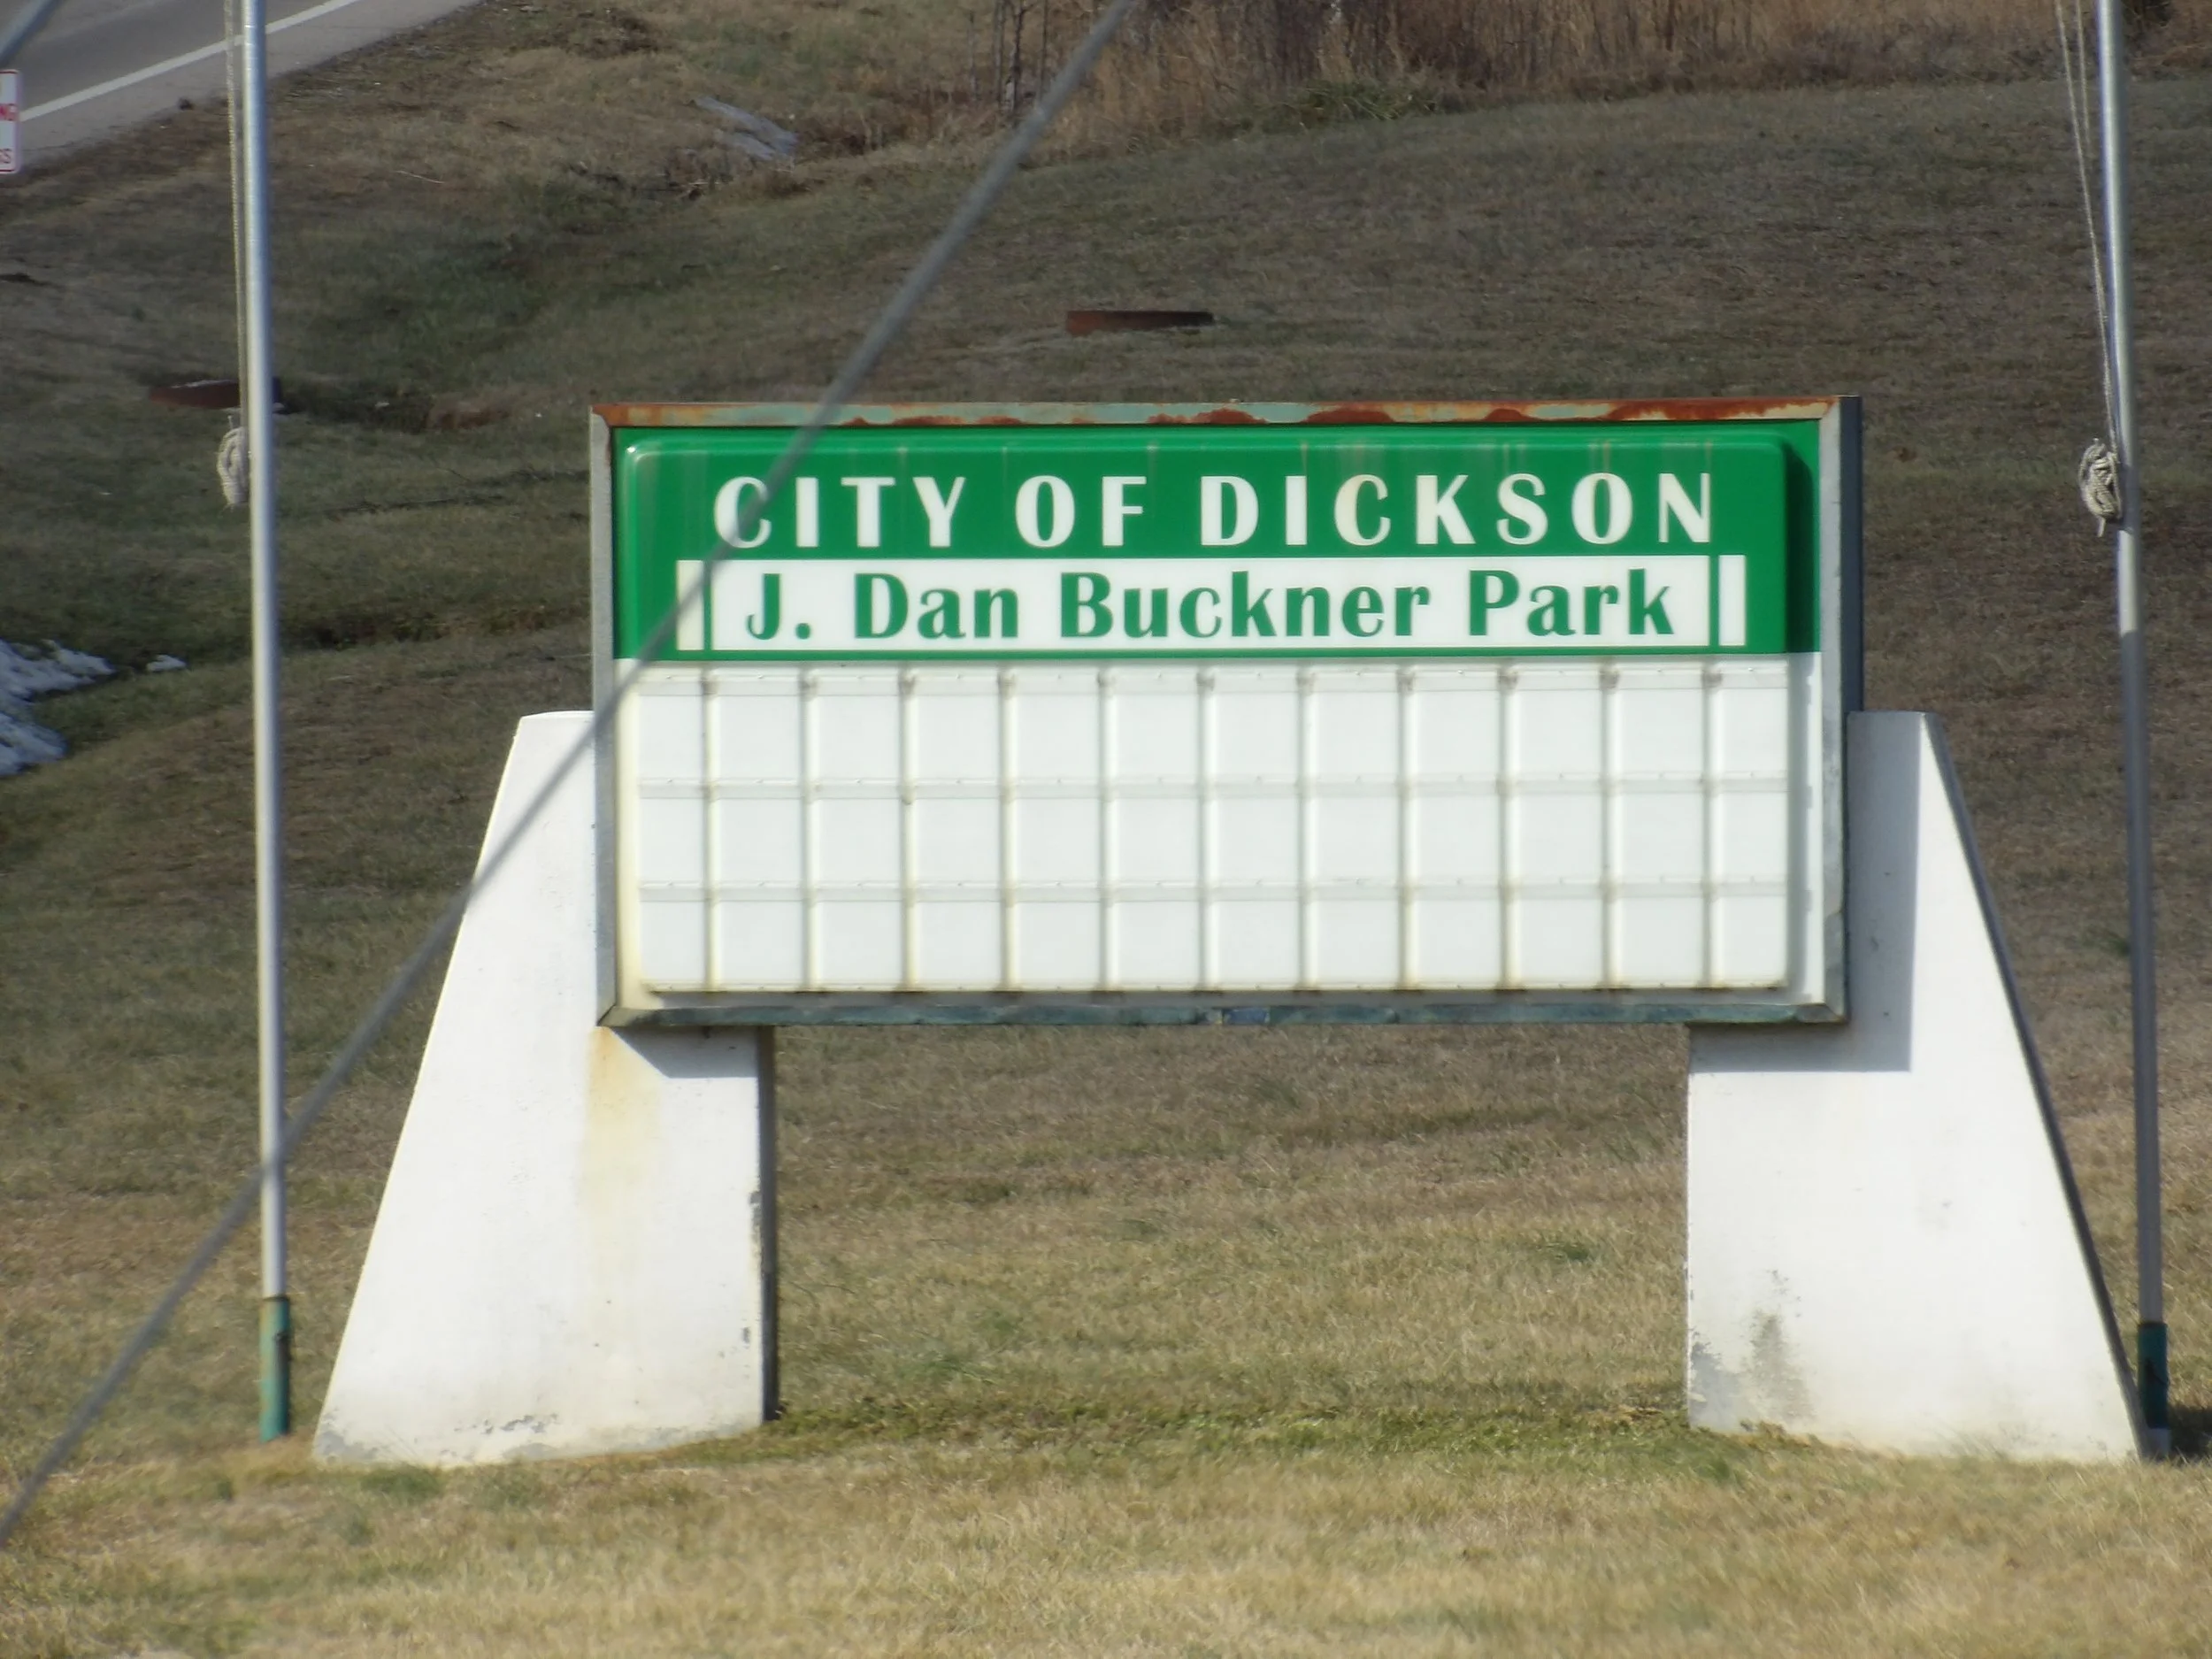 CITY OF DICKSON
J. Dan Buckner Park